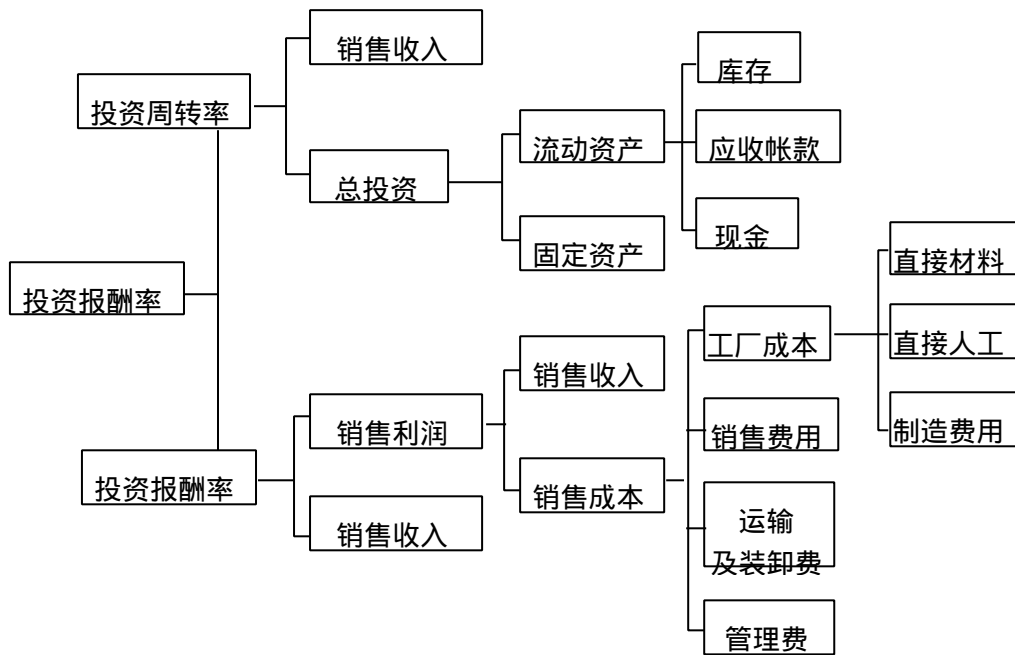 销售收入
库存
投资周转率
流动资产
应收帐款
总投资
现金
固定资产
直接材料
投资报酬率
工厂成本
直接人工
销售收入
销售利润
销售费用
制造费用
投资报酬率
销售成本
销售收入
运输
及装卸费
管理费